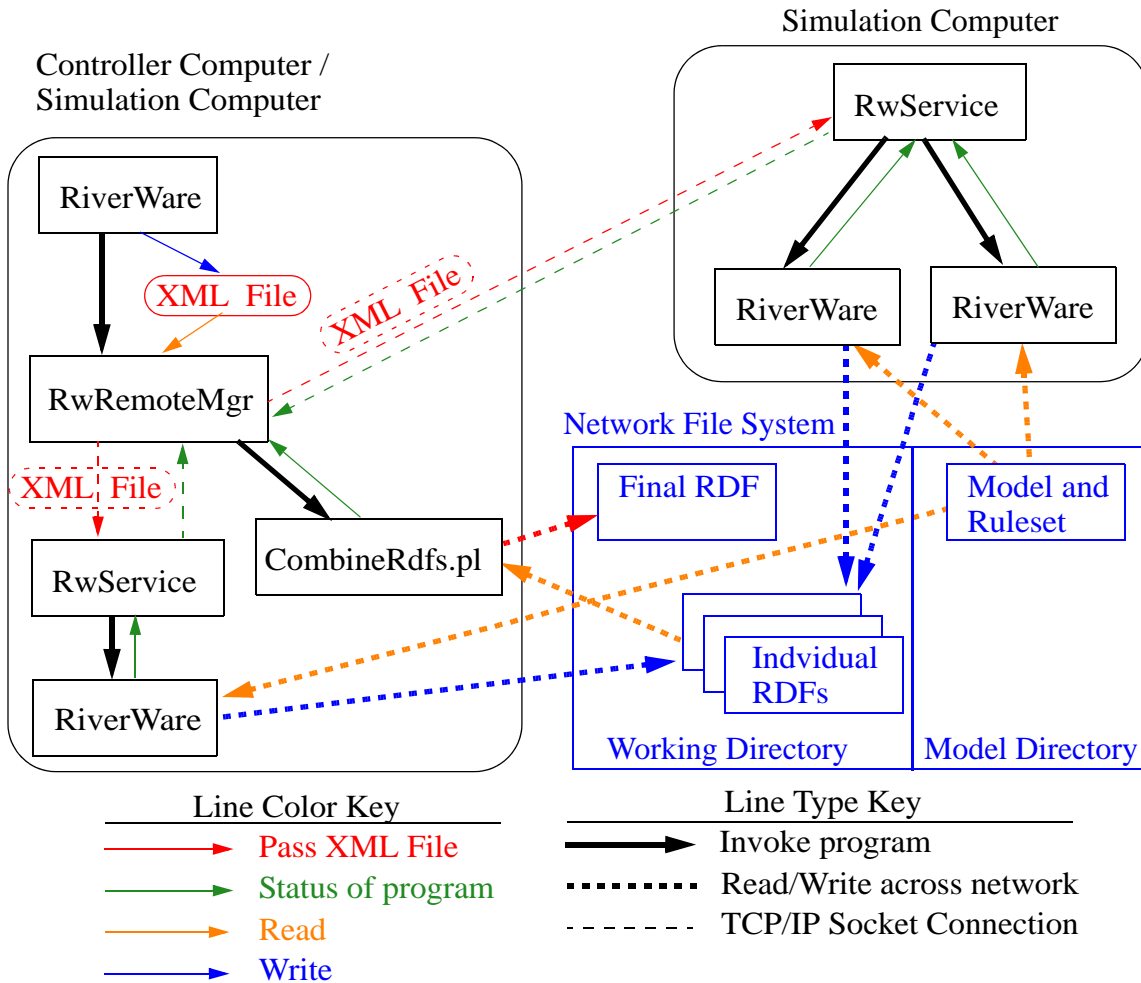 Simulation Computer
Controller Computer /
Simulation Computer
RwService
RiverWare
XML File
XML File
RiverWare
RiverWare
RwRemoteMgr
Network File System
XML File
Final RDF
Model and
Ruleset
CombineRdfs.pl
RwService
Indvidual
RDFs
RiverWare
Working Directory
Model Directory
Line Color Key
Pass XML File
Status of program
Read
Write
Line Type Key
Invoke program
Read/Write across network
TCP/IP Socket Connection